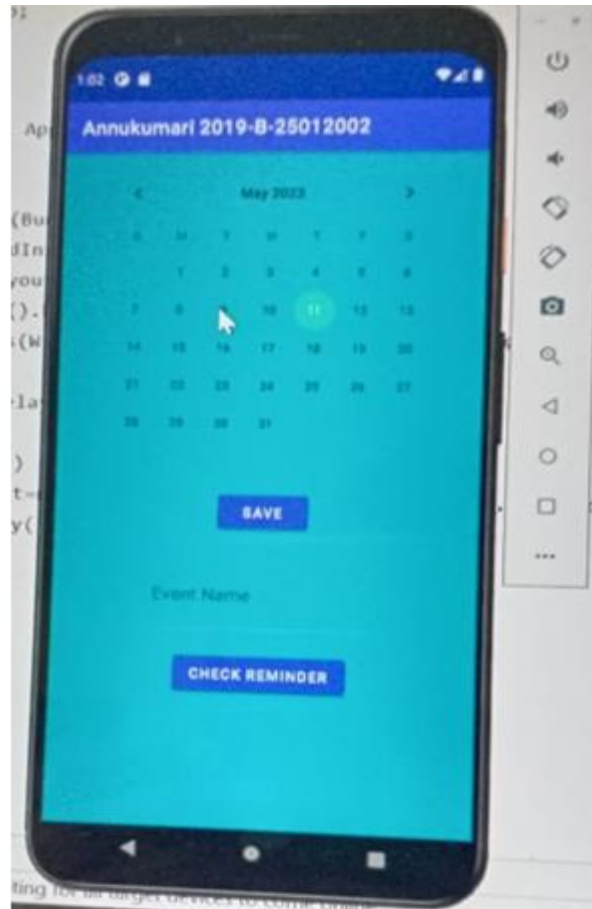 1:02
Annukumari 2019-B-25012002
May 2023
S M T W T F S
1 2 3 4 5 6
7 8 9 10 11 12 13
14 15 16 17 18 19 20
21 22 23 24 25 26 27
28 29 30 31
SAVE
Event Name
CHECK REMINDER